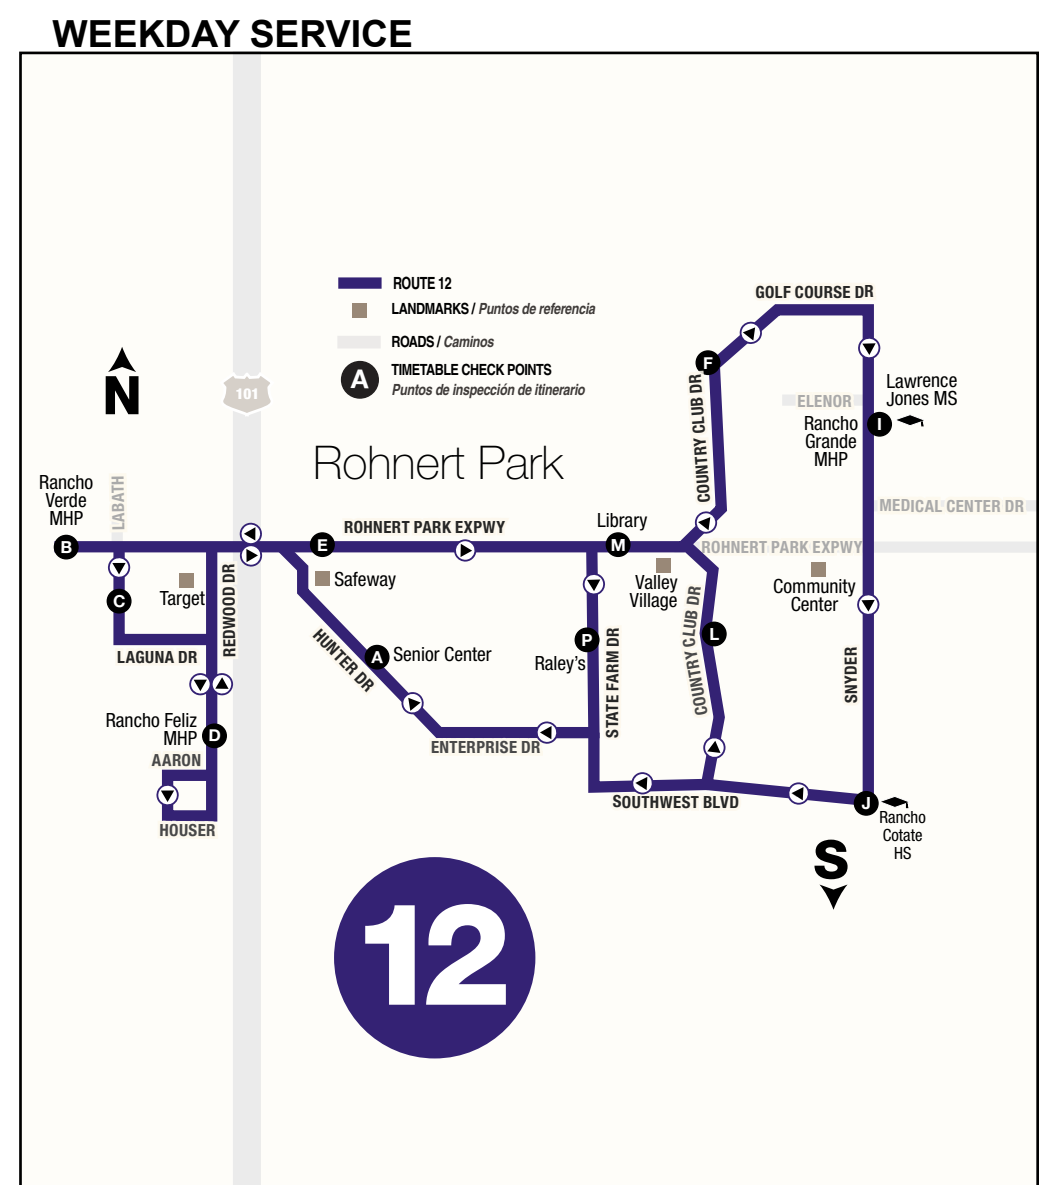 WEEKDAY SERVICE
ROUTE 12
LANDMARKS / Puntos de referencia
ROADS / Caminos
A
TIMETABLE CHECK POINTS
Puntos de inspección de itinerario
N
101
Rohnert Park
GOLF COURSE DR
F
COUNTRY CLUB DR
ELENOR
Lawrence
Jones MS
I
Rancho
Grande
MHP
MEDICAL CENTER DR
Rancho
Verde
MHP
B
LABATH
ROHNERT PARK EXPWY
E
Safeway
Library
M
ROHNERT PARK EXPWY
Valley
Village
Community
Center
C
Target
REDWOOD DR
LAGUNA DR
HUNTER DR
A
Senior Center
P
Raley's
STATE FARM DR
COUNTRY CLUB DR
L
SNYDER
Rancho Feliz
MHP
D
AARON
HOUSER
ENTERPRISE DR
SOUTHWEST BLVD
J
Rancho
Cotate
HS
S
12